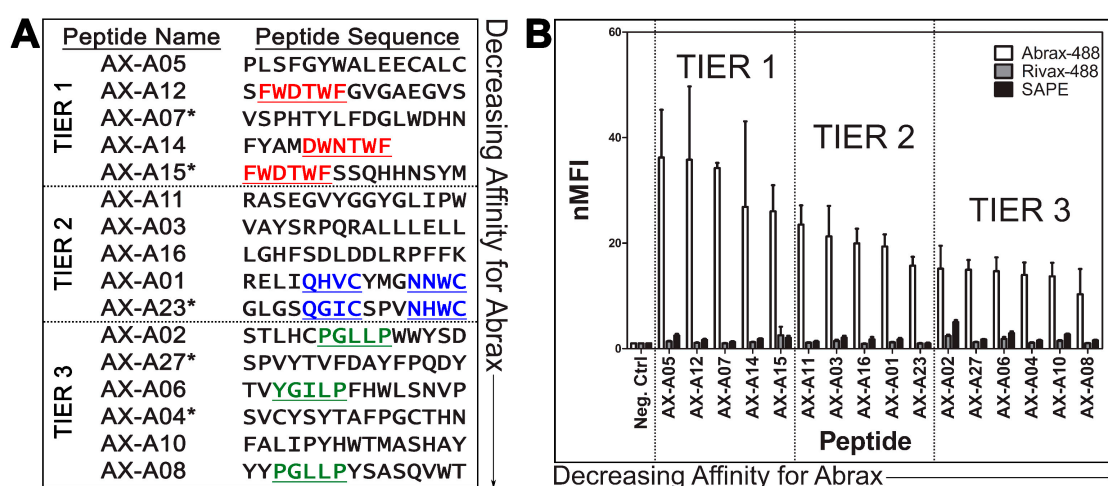 A
Peptide Name Peptide Sequence
TIER 1
AX-A05 PLSFGYWALEECALC
AX-A12 SFWDTWFGVGAEGVS
AX-A07* VSPHTYLFDGLWDHN
AX-A14 FYAMDWNTWF
AX-A15* FWDTWFSSQHHNSYM
TIER 2
AX-A11 RASEGVYGGYGLIPW
AX-A03 VAYSRPQRALLLELL
AX-A16 LGHFSDLDDLRPFFK
AX-A01 RELIQHVCYMGNNWC
AX-A23* GLGSQGICSPVNHWC
TIER 3
AX-A02 STLHCPGLLPWWYSD
AX-A27* SPVYTVFDAYFPQDY
AX-A06 TVYGILPFHWLSNVP
AX-A04* SVCYSYTAFPGCTHN
AX-A10 FALIPYHWTMASHAY
AX-A08 YYPGLLPYSASQVWT
Decreasing Affinity for Abrax
B
60
40
20
0
nMFI
TIER 1
TIER 2
TIER 3
Abrax-488
Rivax-488
SAPE
Neg. Ctrl
AX-A05
AX-A12
AX-A07
AX-A14
AX-A15
AX-A11
AX-A03
AX-A16
AX-A01
AX-A23
AX-A02
AX-A27
AX-A06
AX-A04
AX-A10
AX-A08
Peptide
Decreasing Affinity for Abrax